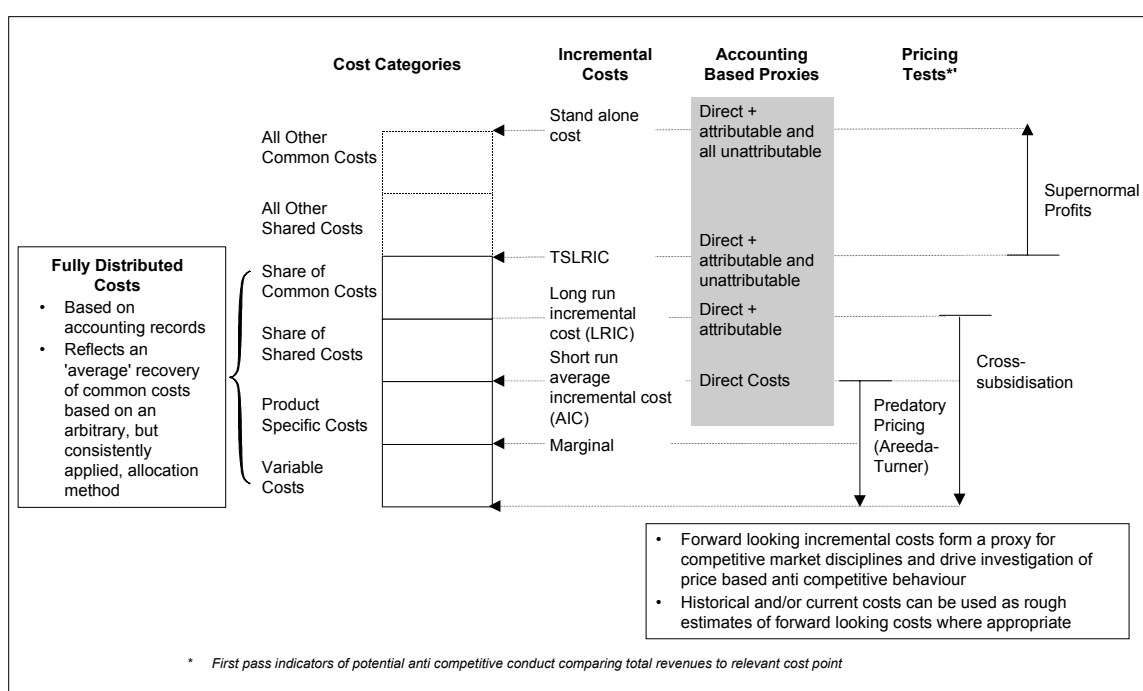 Cost Categories
Incremental
Costs
Accounting
Based Proxies
Pricing
Tests*'
All Other
Common Costs
All Other
Shared Costs
Share of
Common Costs
Share of
Shared Costs
Product
Specific Costs
Variable
Costs
Stand alone
cost
TSLRIC
Long run
incremental
cost (LRIC)
Short run
average
incremental cost
(AIC)
Marginal
Direct +
attributable and
all unattributable
Direct +
attributable and
unattributable
Direct +
attributable
Direct Costs
Supernormal
Profits
Cross-
subsidisation
Predatory
Pricing
(Areeda-
Turner)
Fully Distributed
Costs
• Based on
accounting records
• Reflects an
'average' recovery
of common costs
based on an
arbitrary, but
consistently
applied, allocation
method
• Forward looking incremental costs form a proxy for
competitive market disciplines and drive investigation of
price based anti competitive behaviour
• Historical and/or current costs can be used as rough
estimates of forward looking costs where appropriate
* First pass indicators of potential anti competitive conduct comparing total revenues to relevant cost point